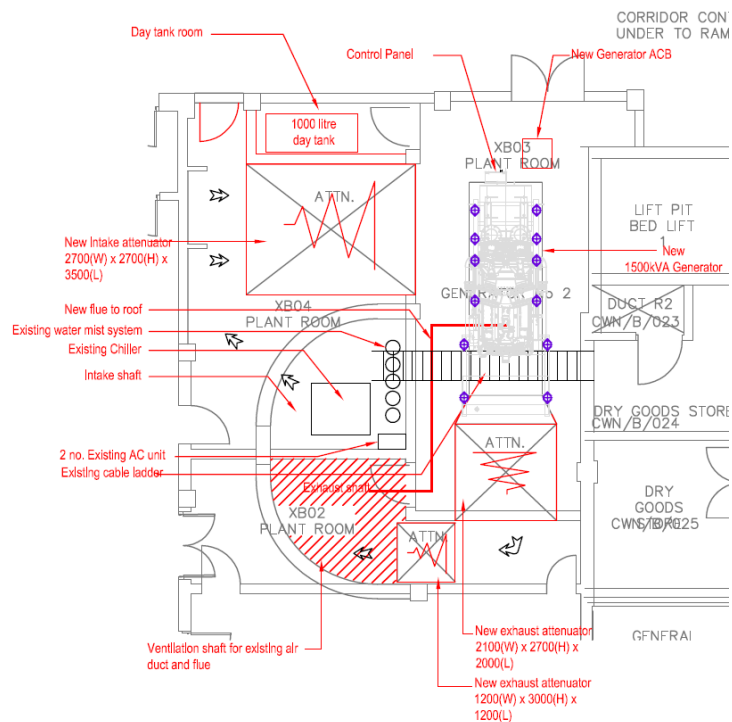 CORRIDOR CONT
UNDER TO RAM
Day tank room
Control Panel
New Generator ACB
1000 litre
day tank
XB03
PLANT ROOM
ATTN.
LIFT PIT
BED LIFT
1
New Intake attenuator
2700(W) x 2700(H) x
3500(L)
New
1500kVA Generator
New flue to roof
XB04
PLANT ROOM
GENERATOR 2
DUCT R2
CWN/B/023
Existing water mist system
Existing Chiller
Intake shaft
DRY GOODS STORE
CWN/B/024
2 no. Existing AC unit
Existing cable ladder
ATTN.
Exhaust shaft
XB02
PLANT ROOM
ATTN.
DRY
GOODS
New exhaust attenuator
2100(W) x 2700(H) x
2000(L)
GENERAL
Ventilation shaft for existing air
duct and flue
New exhaust attenuator
1200(W) x 3000(H) x
1200(L)